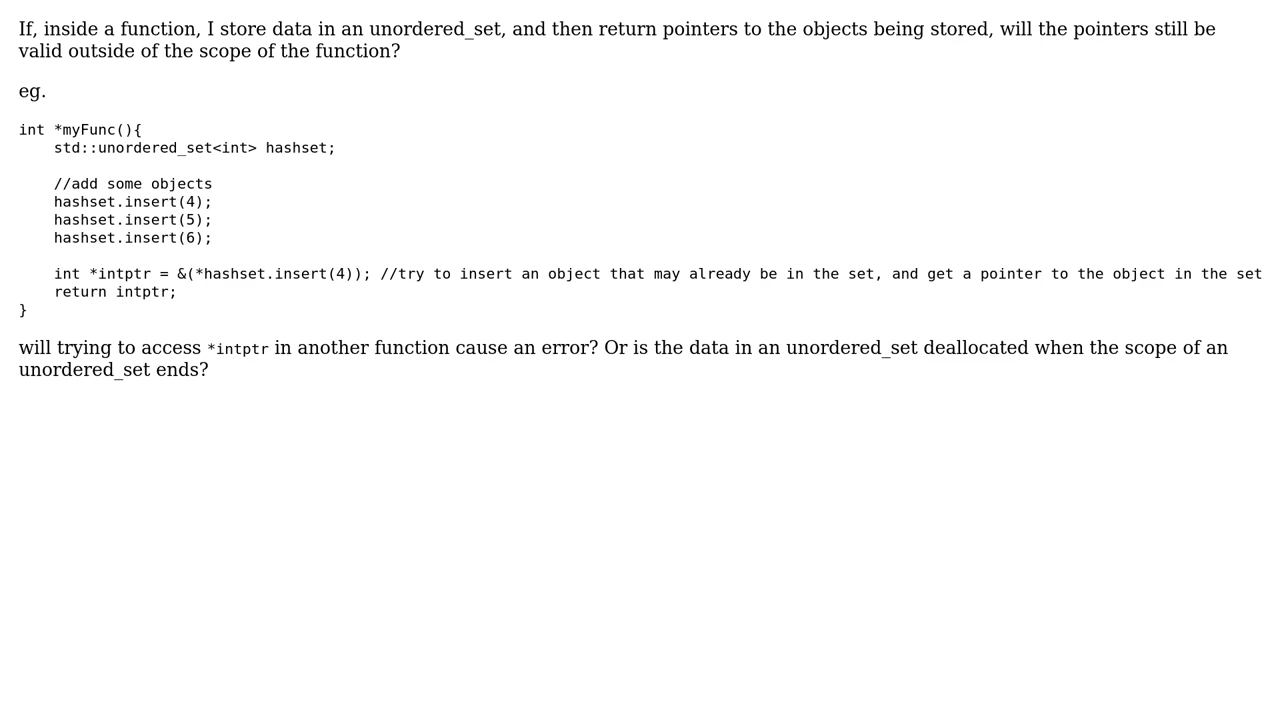 If, inside a function, I store data in an unordered_set, and then return pointers to the objects being stored, will the pointers still be
valid outside of the scope of the function?
eg.
int *myFunc(){
    std::unordered_set<int> hashset;
    //add some objects
    hashset.insert(4);
    hashset.insert(5);
    hashset.insert(6);
    int *intptr = &(*hashset.insert(4)); //try to insert an object that may already be in the set, and get a pointer to the object in the set
    return intptr;
}
will trying to access *intptr in another function cause an error? Or is the data in an unordered_set deallocated when the scope of an
unordered_set ends?